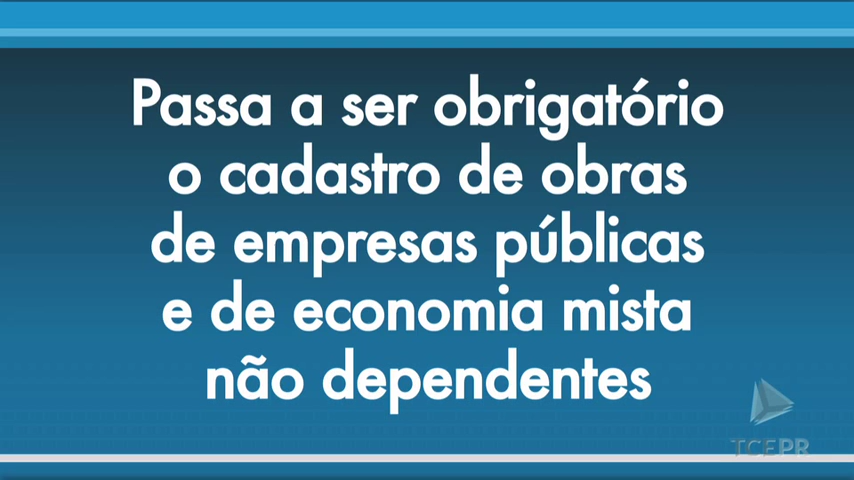 Passa a ser obrigatório
o cadastro de obras
de empresas públicas
e de economia mista
não dependentes
TCEPR